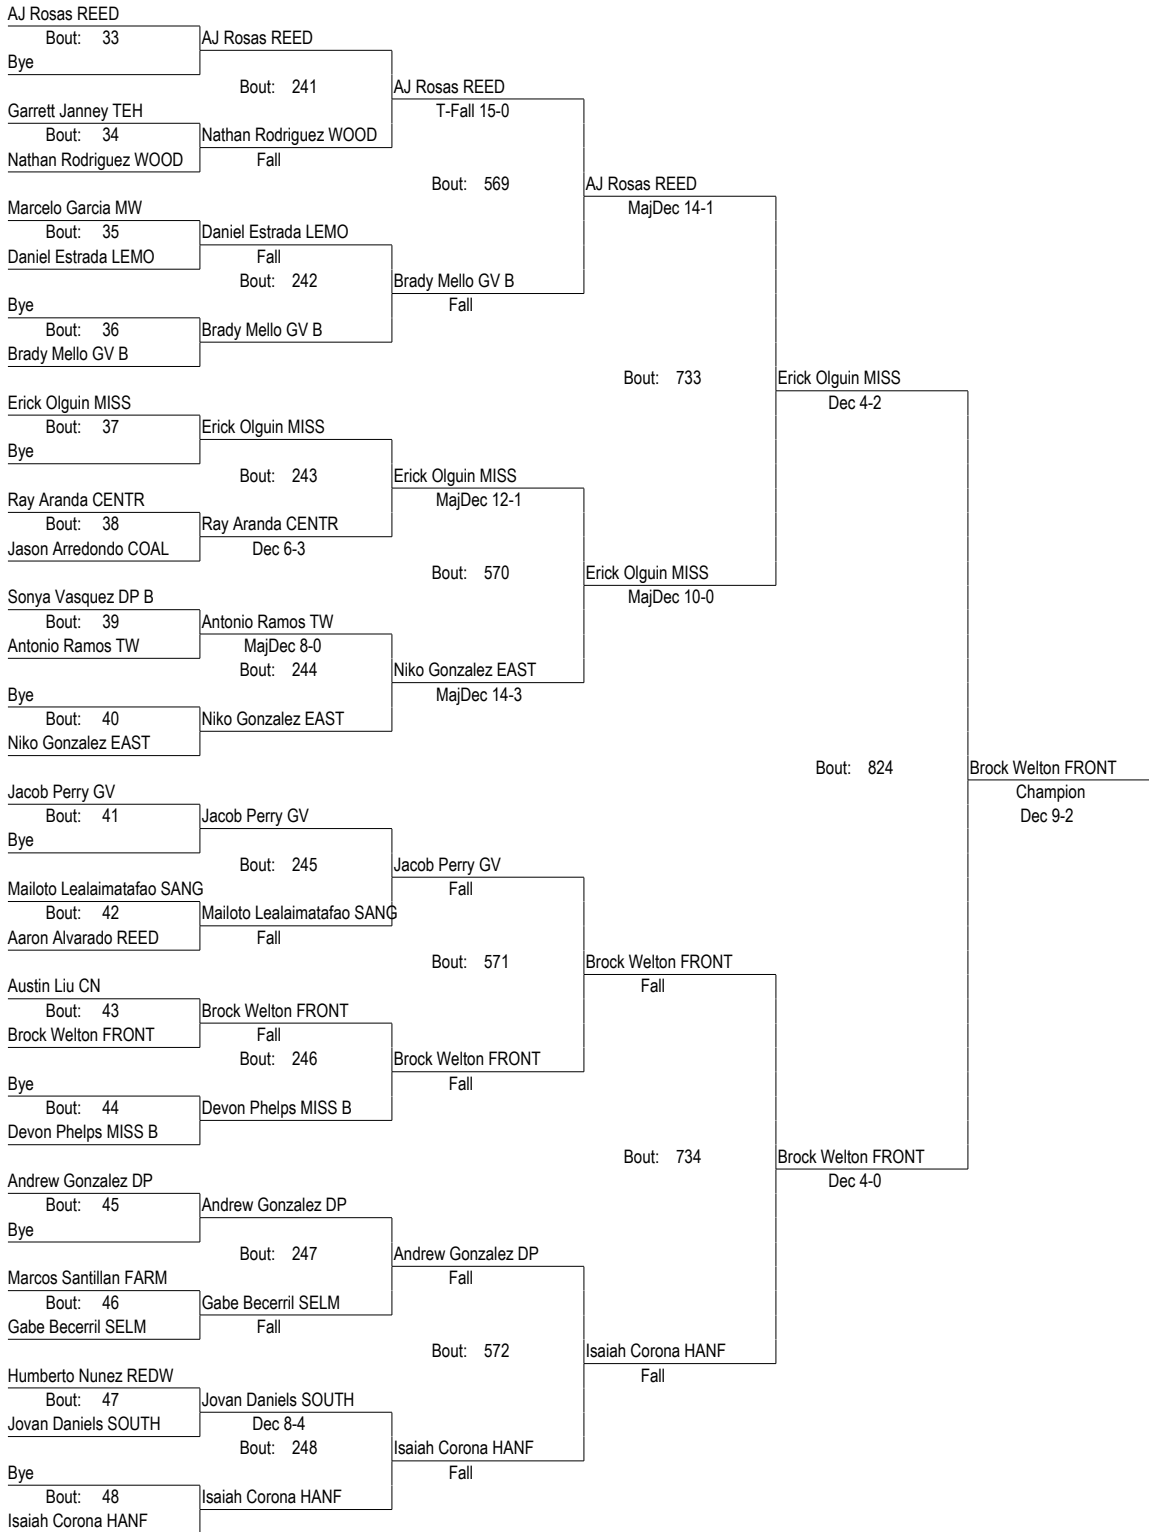 AJ Rosas REED
Bout: 33
AJ Rosas REED
Bye
Bout: 241
AJ Rosas REED
Garrett Janney TEH
T-Fall 15-0
Bout: 34
Nathan Rodriguez WOOD
Nathan Rodriguez WOOD
Fall
Bout: 569
AJ Rosas REED
Marcelo Garcia MW
MajDec 14-1
Bout: 35
Daniel Estrada LEMO
Daniel Estrada LEMO
Fall
Bout: 242
Brady Mello GV B
Bye
Fall
Bout: 36
Brady Mello GV B
Brady Mello GV B
Bout: 733
Erick Olguin MISS
Erick Olguin MISS
Dec 4-2
Bout: 37
Erick Olguin MISS
Bye
Bout: 243
Erick Olguin MISS
Ray Aranda CENTR
MajDec 12-1
Bout: 38
Ray Aranda CENTR
Jason Arredondo COAL
Dec 6-3
Bout: 570
Erick Olguin MISS
Sonya Vasquez DP B
MajDec 10-0
Bout: 39
Antonio Ramos TW
Antonio Ramos TW
MajDec 8-0
Bout: 244
Niko Gonzalez EAST
Bye
MajDec 14-3
Bout: 40
Niko Gonzalez EAST
Niko Gonzalez EAST
Bout: 824
Brock Welton FRONT
Jacob Perry GV
Champion
Bout: 41
Jacob Perry GV
Dec 9-2
Bye
Bout: 245
Jacob Perry GV
Mailoto Lealaimatafao SANG
Fall
Bout: 42
Mailoto Lealaimatafao SANG
Aaron Alvarado REED
Fall
Bout: 571
Brock Welton FRONT
Austin Liu CN
Fall
Bout: 43
Brock Welton FRONT
Brock Welton FRONT
Fall
Bout: 246
Brock Welton FRONT
Bye
Fall
Bout: 44
Devon Phelps MISS B
Devon Phelps MISS B
Bout: 734
Brock Welton FRONT
Andrew Gonzalez DP
Dec 4-0
Bout: 45
Andrew Gonzalez DP
Bye
Bout: 247
Andrew Gonzalez DP
Marcos Santillan FARM
Fall
Bout: 46
Gabe Becerril SELM
Gabe Becerril SELM
Fall
Bout: 572
Isaiah Corona HANF
Humberto Nunez REDW
Fall
Bout: 47
Jovan Daniels SOUTH
Jovan Daniels SOUTH
Dec 8-4
Bout: 248
Isaiah Corona HANF
Bye
Fall
Bout: 48
Isaiah Corona HANF
Isaiah Corona HANF